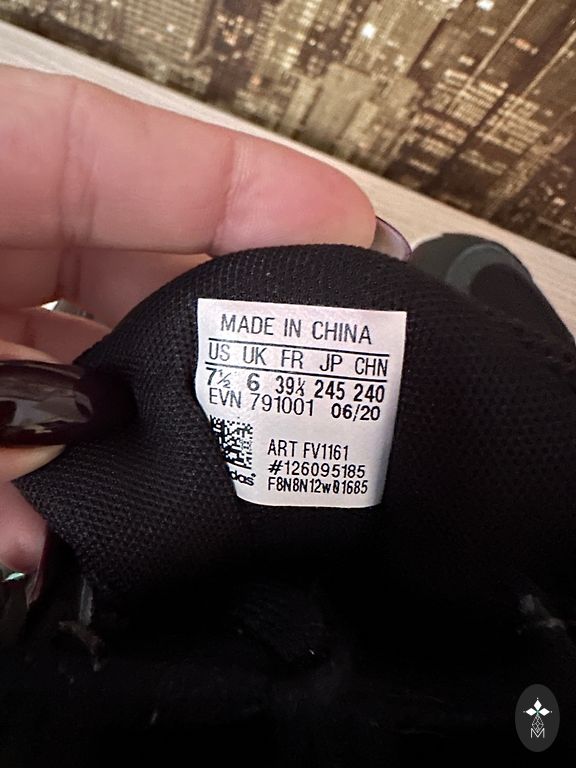 MADE IN CHINA
US UK FR JP CHN
7½ 6 39⅓ 245 240
EVN 791001 06/20
ART FV1161
#126095185
F8N8N12w01685
M